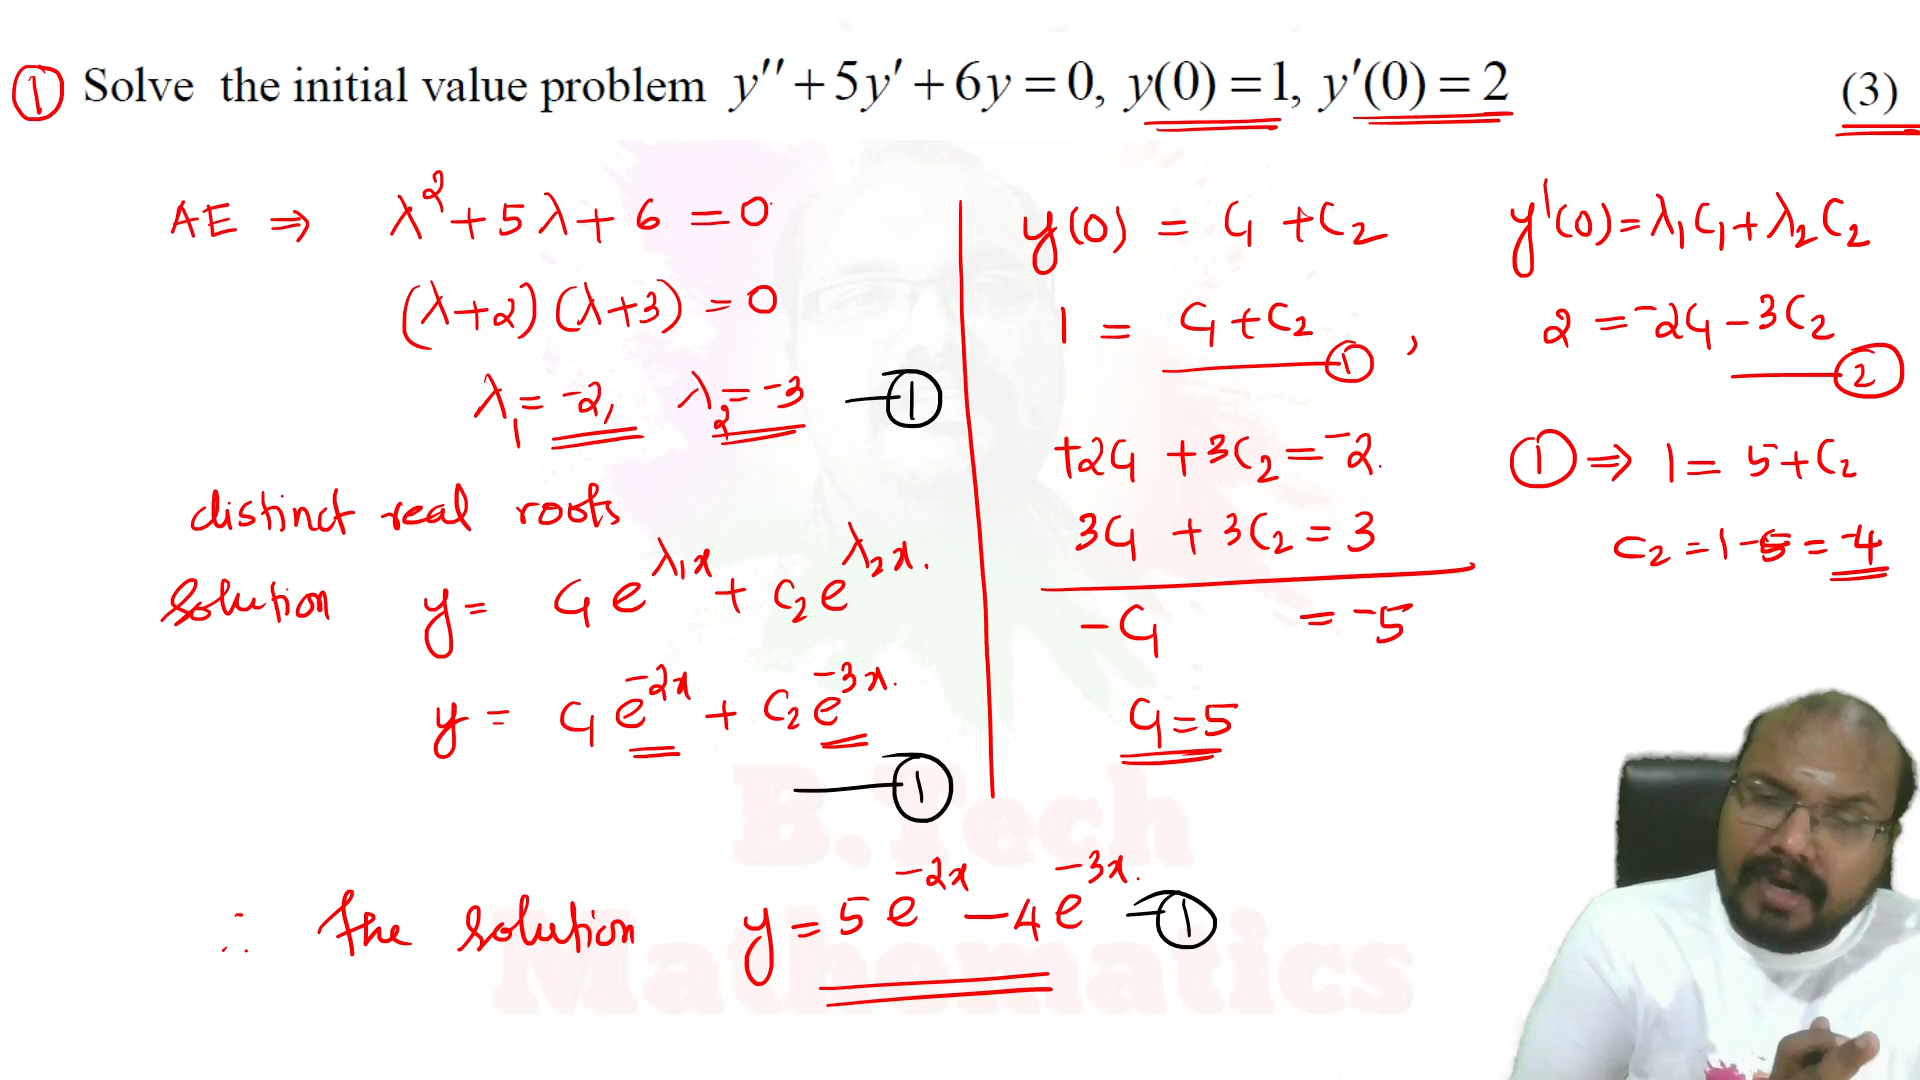 ① Solve the initial value problem y″ + 5y′ + 6y = 0, y(0) = 1, y′(0) = 2 (3)
AE ⇒ λ² + 5λ + 6 = 0
(λ+2)(λ+3) = 0
λ₁ = -2, λ₂ = -3 —①
distinct real roots
solution y = C₁e^{λ₁x} + C₂e^{λ₂x}.
y = C₁e^{-2x} + C₂e^{-3x}.
—①
y(0) = C₁ + C₂
1 = C₁ + C₂ —① ,
+2C₁ + 3C₂ = -2.
3C₁ + 3C₂ = 3
-C₁ = -5
C₁ = 5
y′(0) = λ₁C₁ + λ₂C₂
2 = -2C₁ - 3C₂
—②
① ⇒ 1 = 5 + C₂
C₂ = 1 - 5 = -4
∴ the solution y = 5e^{-2x} - 4e^{-3x}. —①
B.Tech
Mathematics